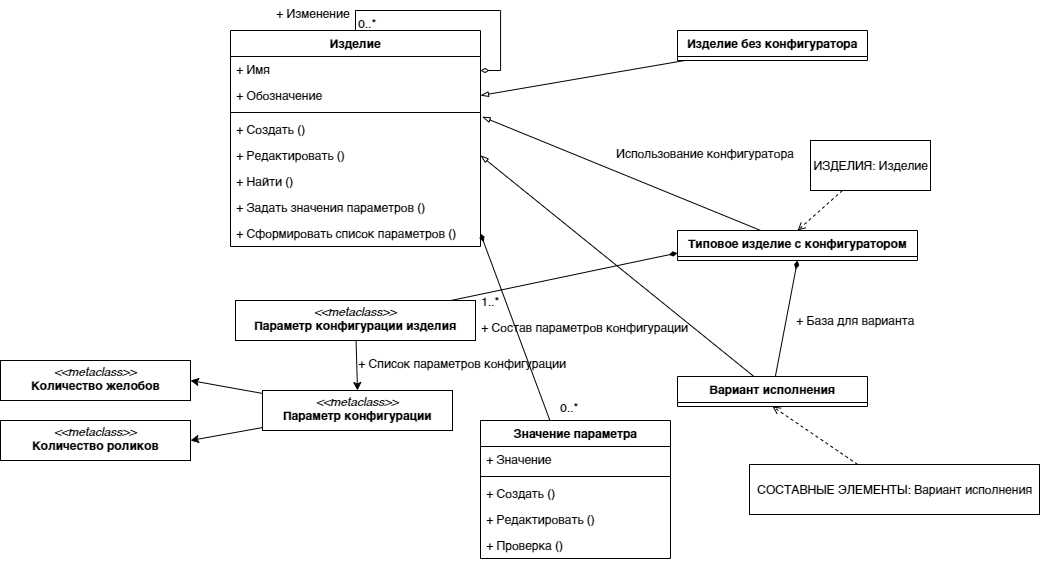 + Изменение
0..*
Изделие
+ Имя
+ Обозначение
+ Создать ()
+ Редактировать ()
+ Найти ()
+ Задать значения параметров ()
+ Сформировать список параметров ()
Изделие без конфигуратора
Использование конфигуратора
ИЗДЕЛИЯ: Изделие
Типовое изделие с конфигуратором
1..*
+ Состав параметров конфигурации
+ База для варианта
<<metaclass>>
Параметр конфигурации изделия
+ Список параметров конфигурации
<<metaclass>>
Количество желобов
<<metaclass>>
Параметр конфигурации
<<metaclass>>
Количество роликов
Вариант исполнения
0..*
Значение параметра
+ Значение
+ Создать ()
+ Редактировать ()
+ Проверка ()
СОСТАВНЫЕ ЭЛЕМЕНТЫ: Вариант исполнения